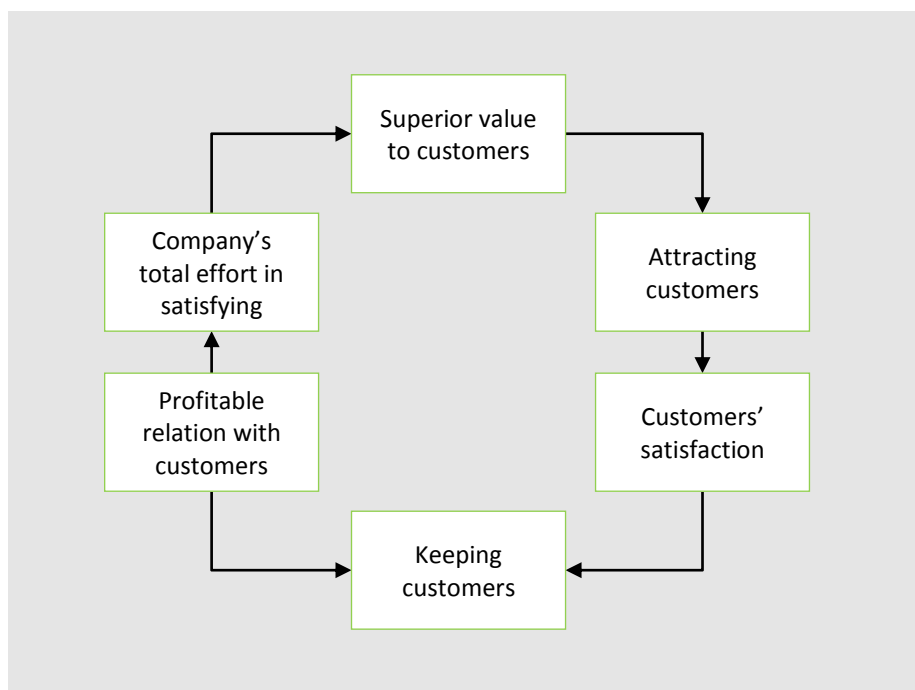 Superior value
to customers
Company’s
total effort in
satisfying
Attracting
customers
Profitable
relation with
customers
Customers’
satisfaction
Keeping
customers